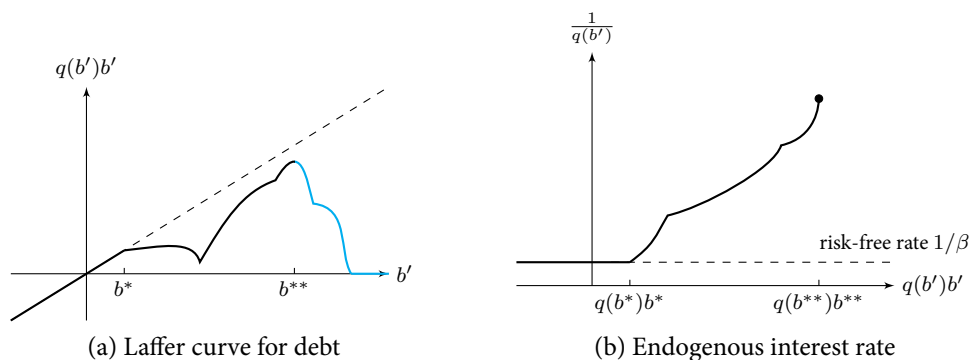 q(b′)b′
b*
b**
b′
(a) Laffer curve for debt
1/q(b′)
risk-free rate 1/β
q(b*)b*
q(b**)b**
q(b′)b′
(b) Endogenous interest rate